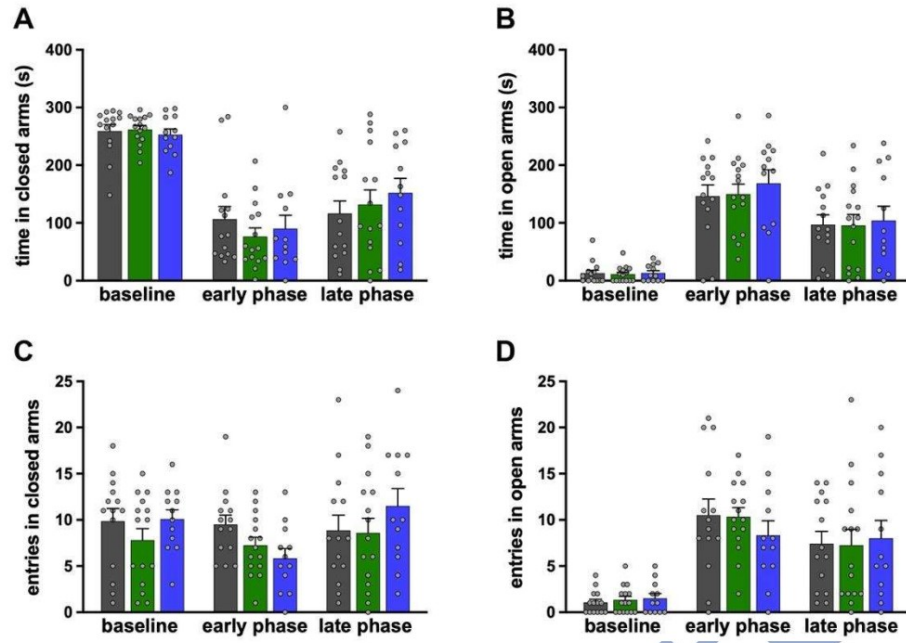 A
time in closed arms (s)
400
300
200
100
0
baseline
early phase
late phase
B
time in open arms (s)
400
300
200
100
0
baseline
early phase
late phase
C
entries in closed arms
25
20
15
10
5
0
baseline
early phase
late phase
D
entries in open arms
25
20
15
10
5
0
baseline
early phase
late phase